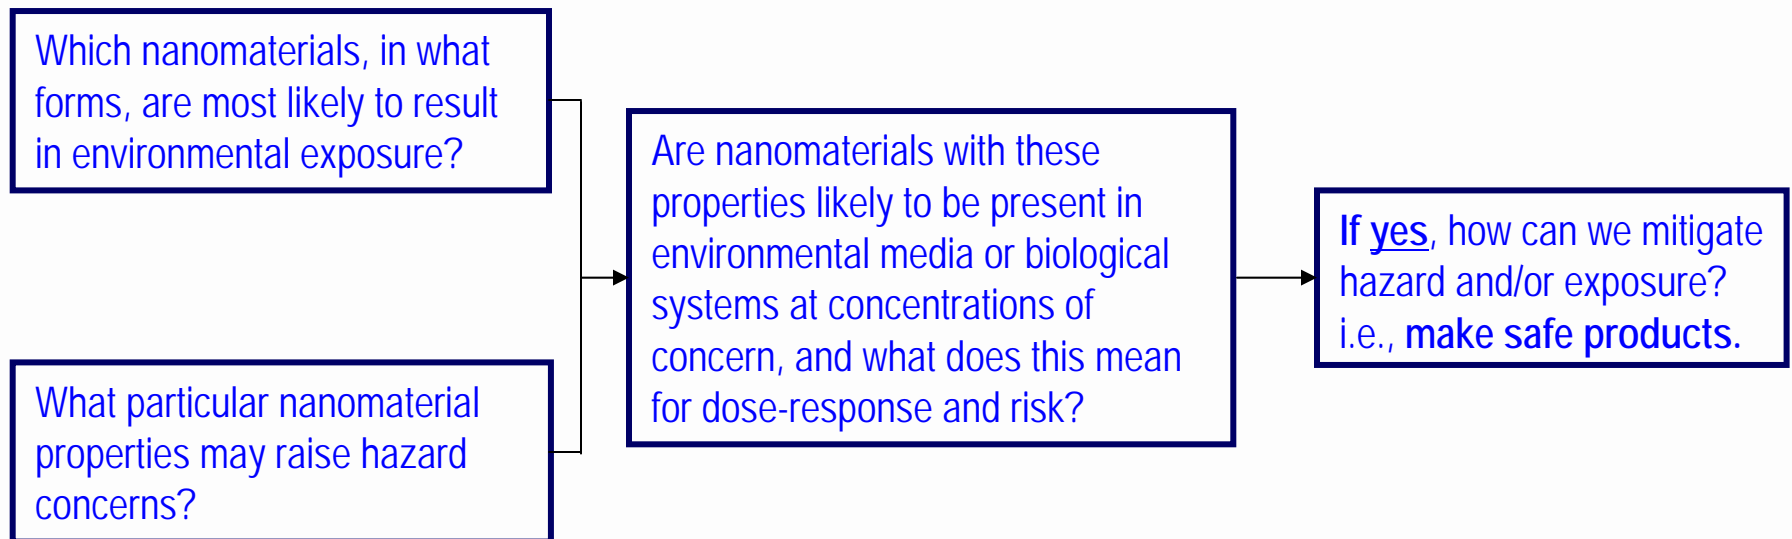 Which nanomaterials, in what
forms, are most likely to result
in environmental exposure?
What particular nanomaterial
properties may raise hazard
concerns?
Are nanomaterials with these
properties likely to be present in
environmental media or biological
systems at concentrations of
concern, and what does this mean
for dose-response and risk?
If yes, how can we mitigate
hazard and/or exposure?
i.e., make safe products.